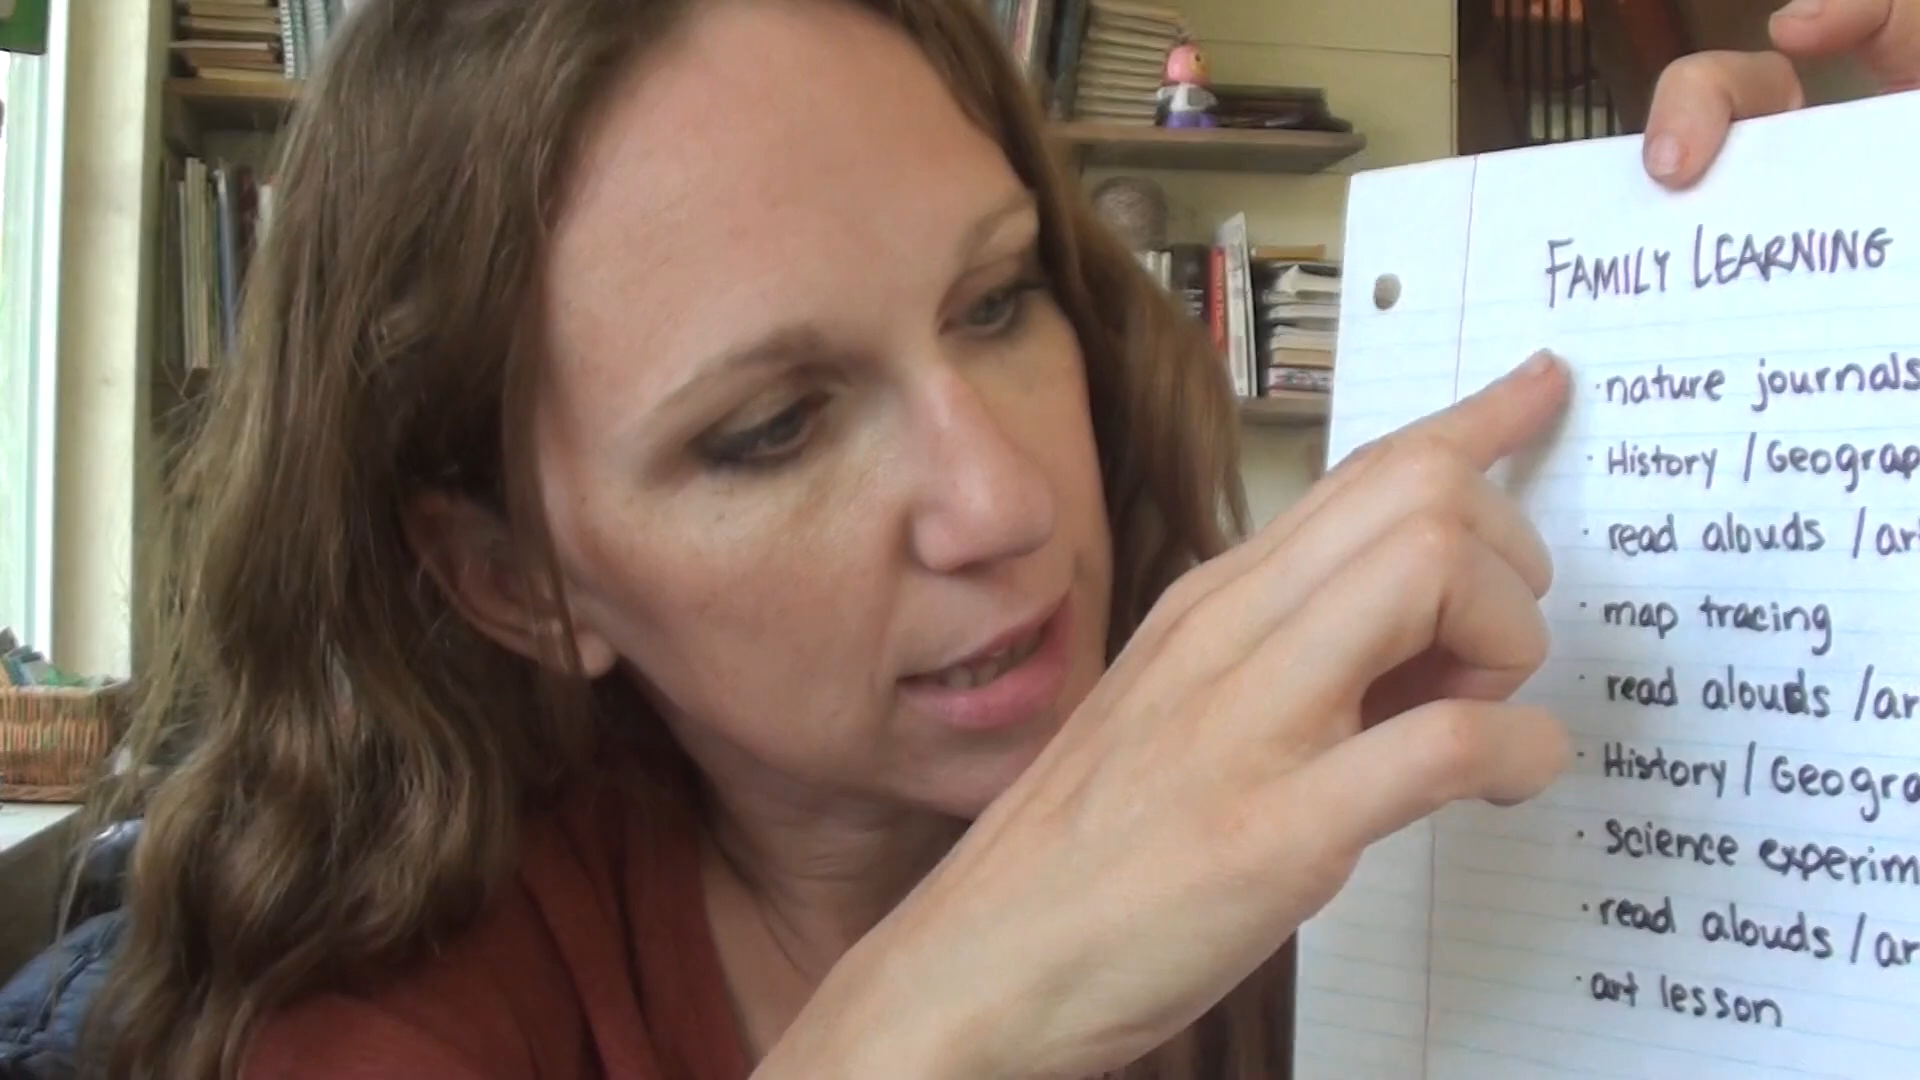 FAMILY LEARNING
· nature journals
· History / Geograp
· read alouds / ar
· map tracing
· read alouds / ar
· History / Geogra
· Science experim
· read alouds / ar
· art lesson